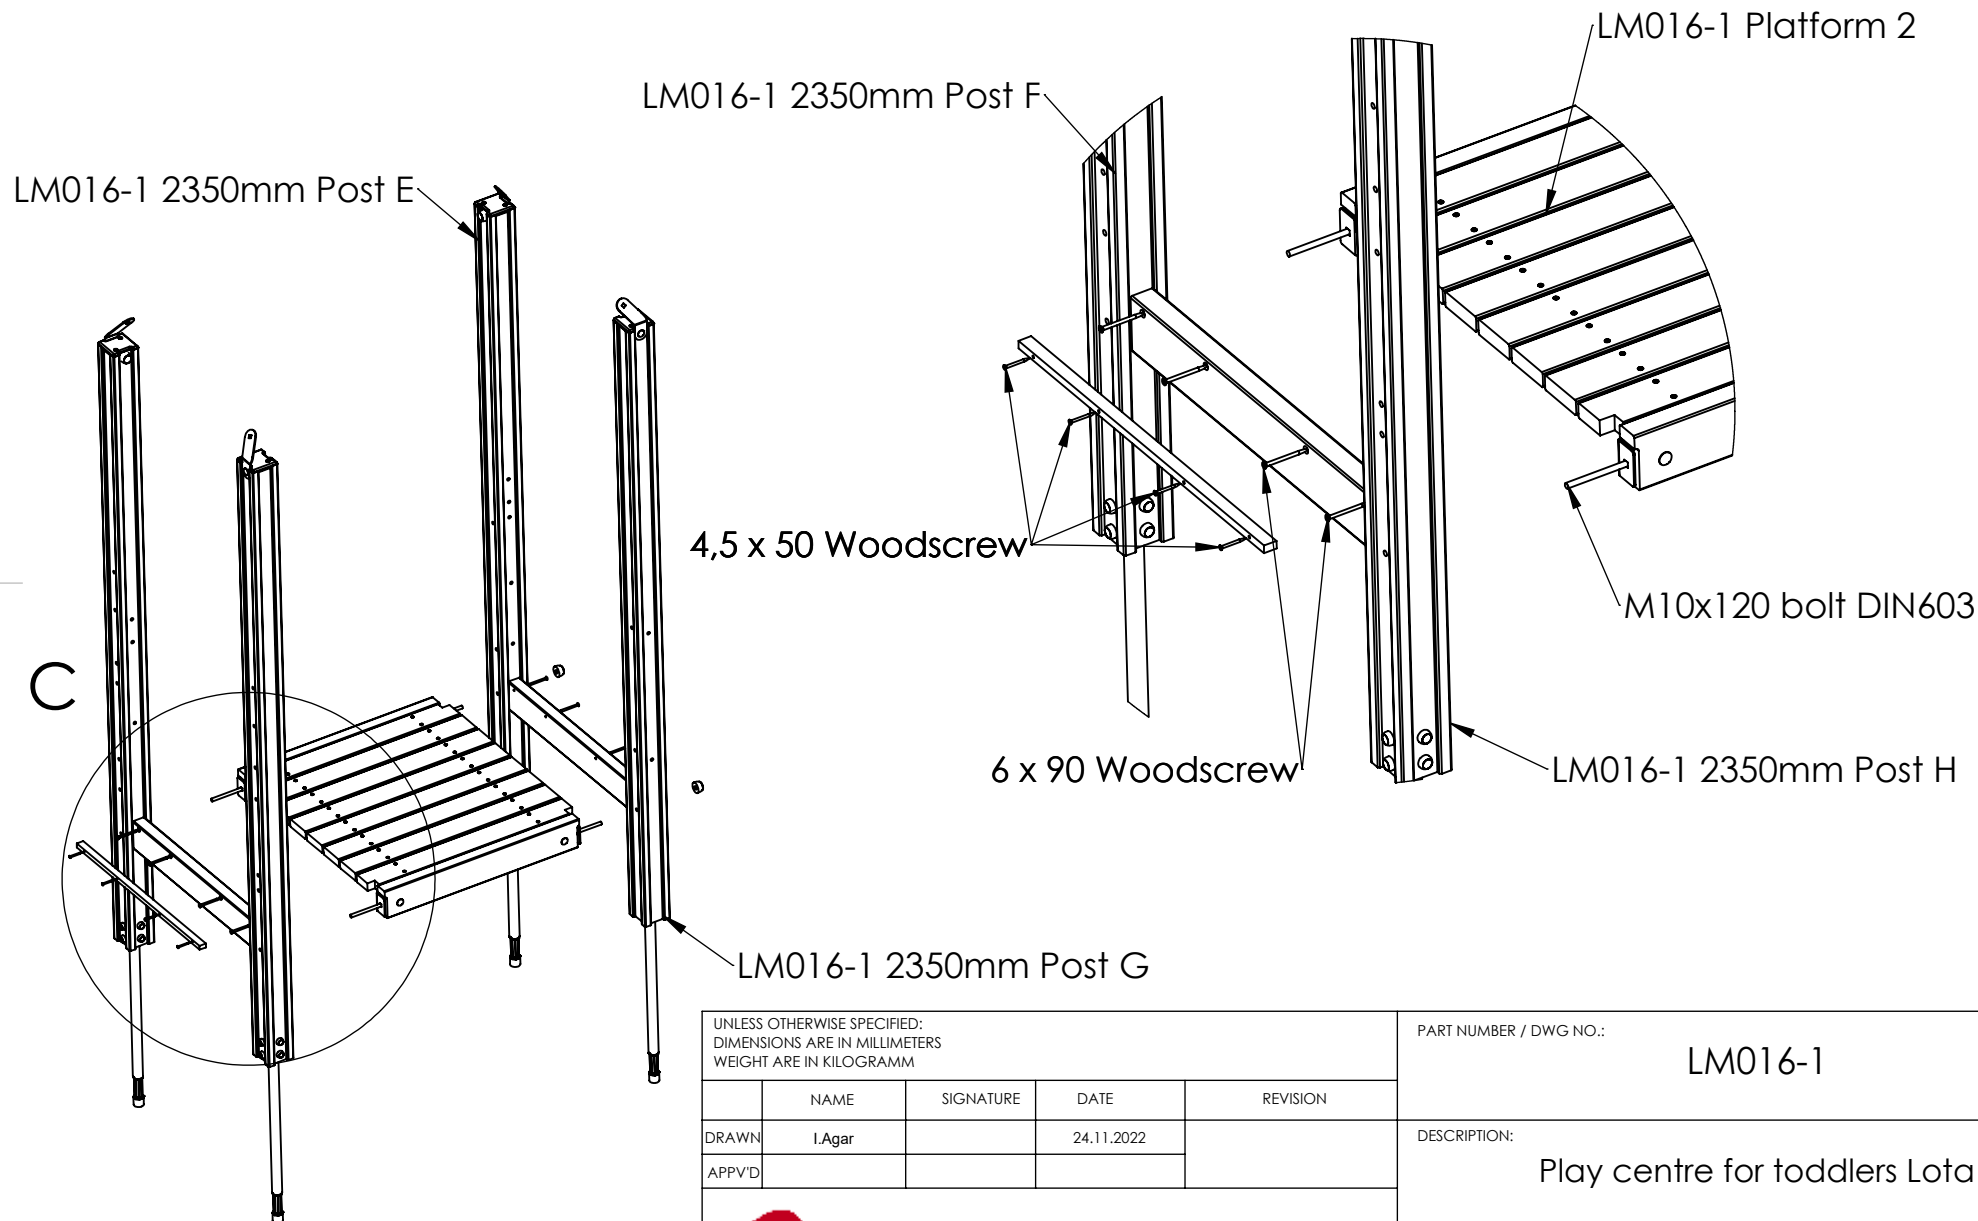 LM016-1 Platform 2
LM016-1 2350mm Post F
LM016-1 2350mm Post E
4,5 x 50 Woodscrew
M10x120 bolt DIN603
C
6 x 90 Woodscrew
LM016-1 2350mm Post H
LM016-1 2350mm Post G
UNLESS OTHERWISE SPECIFIED:
DIMENSIONS ARE IN MILLIMETERS
WEIGHT ARE IN KILOGRAMM
PART NUMBER / DWG NO.:
LM016-1
NAME SIGNATURE DATE REVISION
DRAWN I.Agar 24.11.2022
APPV'D
DESCRIPTION:
Play centre for toddlers Lota